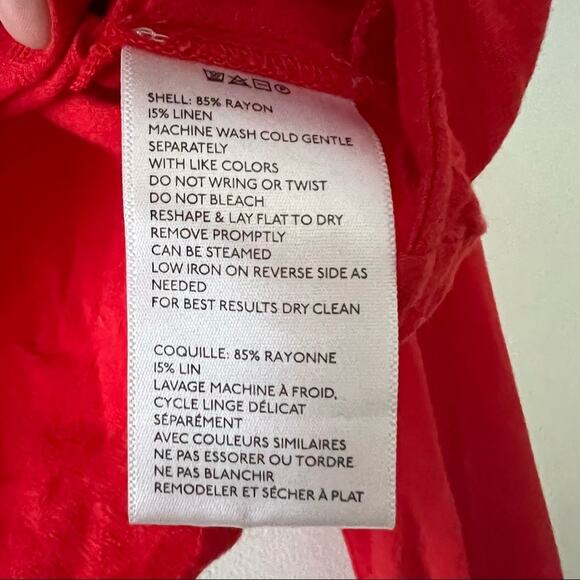 SHELL: 85% RAYON
15% LINEN
MACHINE WASH COLD GENTLE
SEPARATELY
WITH LIKE COLORS
DO NOT WRING OR TWIST
DO NOT BLEACH
RESHAPE & LAY FLAT TO DRY
REMOVE PROMPTLY
CAN BE STEAMED
LOW IRON ON REVERSE SIDE AS
NEEDED
FOR BEST RESULTS DRY CLEAN
COQUILLE: 85% RAYONNE
15% LIN
LAVAGE MACHINE À FROID,
CYCLE LINGE DÉLICAT
SÉPARÉMENT
AVEC COULEURS SIMILAIRES
NE PAS ESSORER OU TORDRE
NE PAS BLANCHIR
REMODELER ET SÉCHER À PLAT